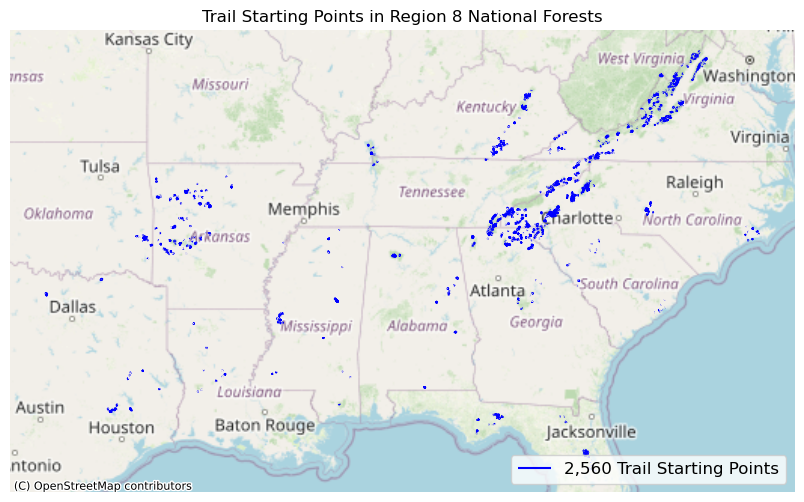 Trail Starting Points in Region 8 National Forests
Kansas City
West Virginia
Washington
ansas
Missouri
Kentucky
Virginia
Virginia
Tulsa
Tennessee
Raleigh
Memphis
Oklahoma
Charlotte
North Carolina
Arkansas
Atlanta
South Carolina
Dallas
Mississippi
Alabama
Georgia
Louisiana
Austin
Houston
Baton Rouge
Jacksonville
ntonio
2,560 Trail Starting Points
(C) OpenStreetMap contributors